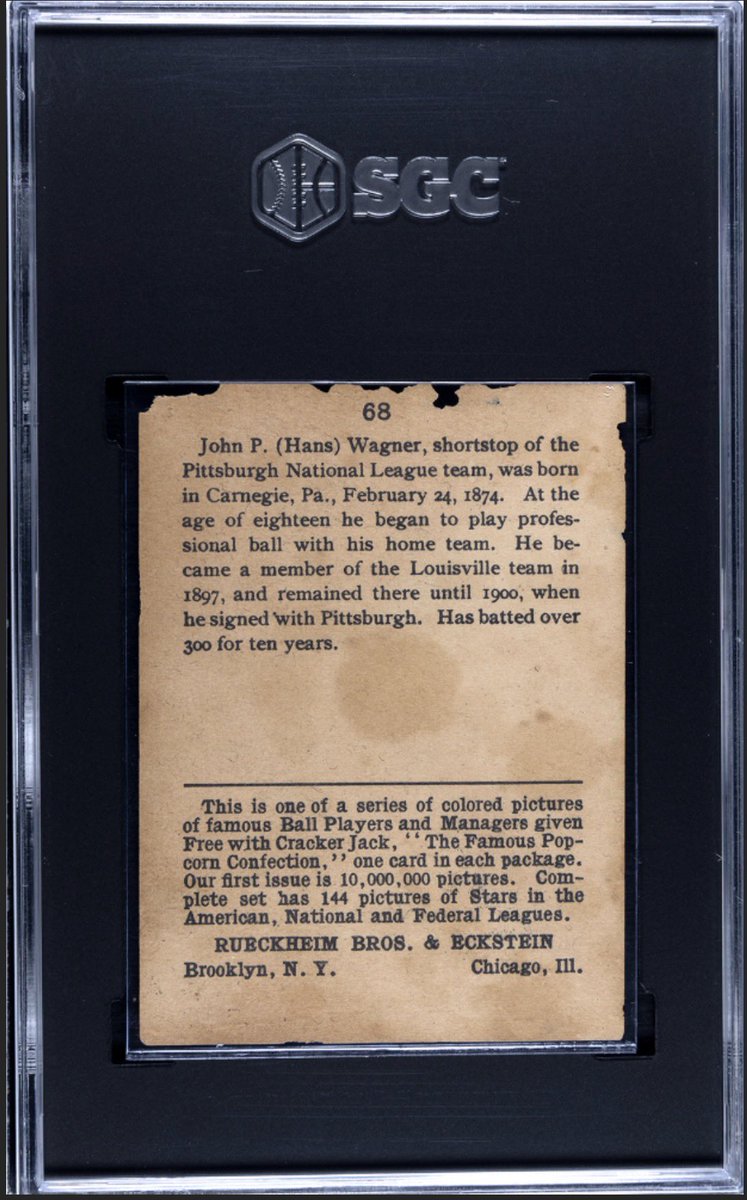 SGC
68
John P. (Hans) Wagner, shortstop of the
Pittsburgh National League team, was born
in Carnegie, Pa., February 24, 1874. At the
age of eighteen he began to play profes-
sional ball with his home team. He be-
came a member of the Louisville team in
1897, and remained there until 1900, when
he signed with Pittsburgh. Has batted over
300 for ten years.
This is one of a series of colored pictures
of famous Ball Players and Managers given
Free with Cracker Jack, “The Famous Pop-
corn Confection,” one card in each package.
Our first issue is 10,000,000 pictures. Com-
plete set has 144 pictures of Stars in the
American, National and Federal Leagues.
RUECKHEIM BROS. & ECKSTEIN
Brooklyn, N. Y. Chicago, Ill.